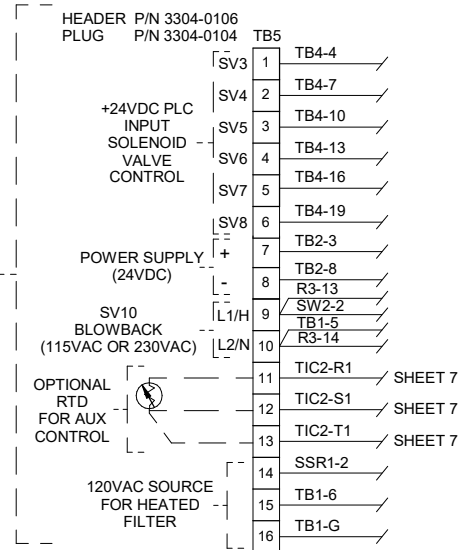 HEADER P/N 3304-0106
PLUG P/N 3304-0104 TB5
SV3 1 TB4-4
SV4 2 TB4-7
+24VDC PLC
INPUT
SOLENOID
VALVE
CONTROL
SV5 3 TB4-10
SV6 4 TB4-13
SV7 5 TB4-16
SV8 6 TB4-19
POWER SUPPLY
(24VDC)
+ 7 TB2-3
- 8 TB2-8
SV10
BLOWBACK
(115VAC OR 230VAC)
R3-13
L1/H 9 SW2-2
TB1-5
L2/N 10 R3-14
OPTIONAL
RTD
FOR AUX
CONTROL
11 TIC2-R1 SHEET 7
12 TIC2-S1 SHEET 7
13 TIC2-T1 SHEET 7
120VAC SOURCE
FOR HEATED
FILTER
14 SSR1-2
15 TB1-6
16 TB1-G